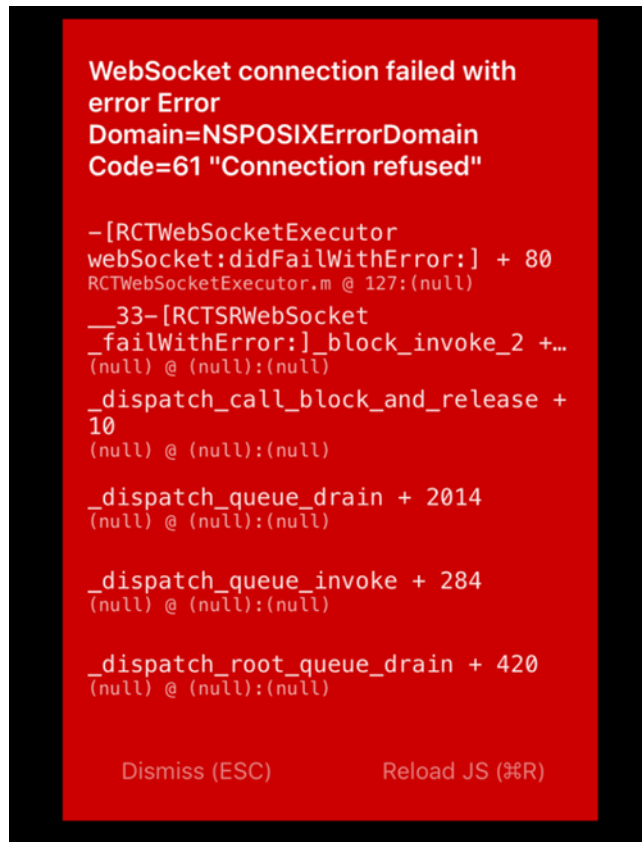 WebSocket connection failed with
error Error
Domain=NSPOSIXErrorDomain
Code=61 "Connection refused"
-[RCTWebSocketExecutor
webSocket:didFailWithError:] + 80
RCTWebSocketExecutor.m @ 127:(null)
__33-[RCTSRWebSocket
_failWithError:]_block_invoke_2 +…
(null) @ (null):(null)
_dispatch_call_block_and_release +
10
(null) @ (null):(null)
_dispatch_queue_drain + 2014
(null) @ (null):(null)
_dispatch_queue_invoke + 284
(null) @ (null):(null)
_dispatch_root_queue_drain + 420
(null) @ (null):(null)
Dismiss (ESC) Reload JS (⌘R)